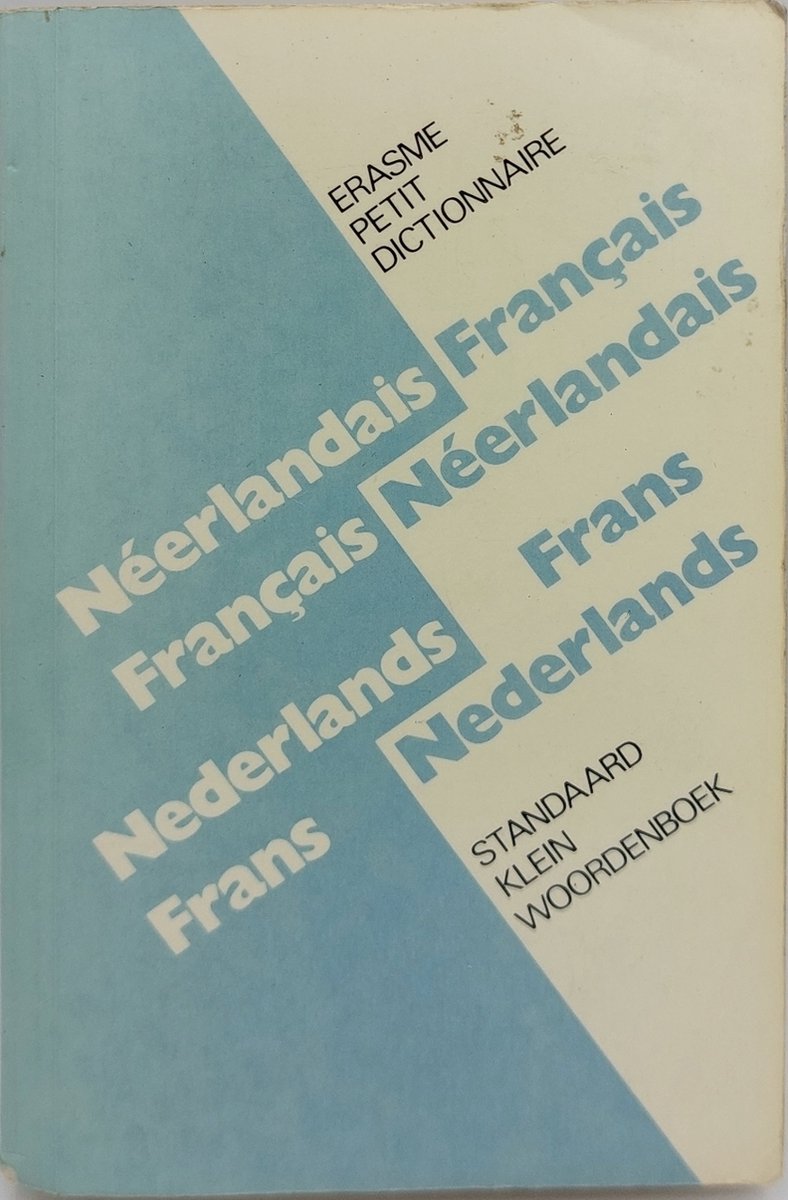 ERASME
PETIT
DICTIONNAIRE
Néerlandais Français
Français Néerlandais
Nederlands Frans
Frans Nederlands
STANDAARD
KLEIN
WOORDENBOEK